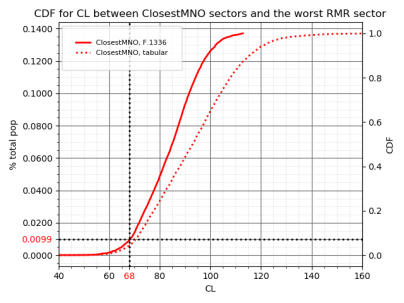 CDF for CL between ClosestMNO sectors and the worst RMR sector
ClosestMNO, F.1336
ClosestMNO, tabular
% total pop
0.1400
0.1200
0.1000
0.0800
0.0600
0.0400
0.0200
0.0099
0.0000
1.0
0.8
0.6
0.4
0.2
0.0
CDF
40 60 68 80 100 120 140 160
CL